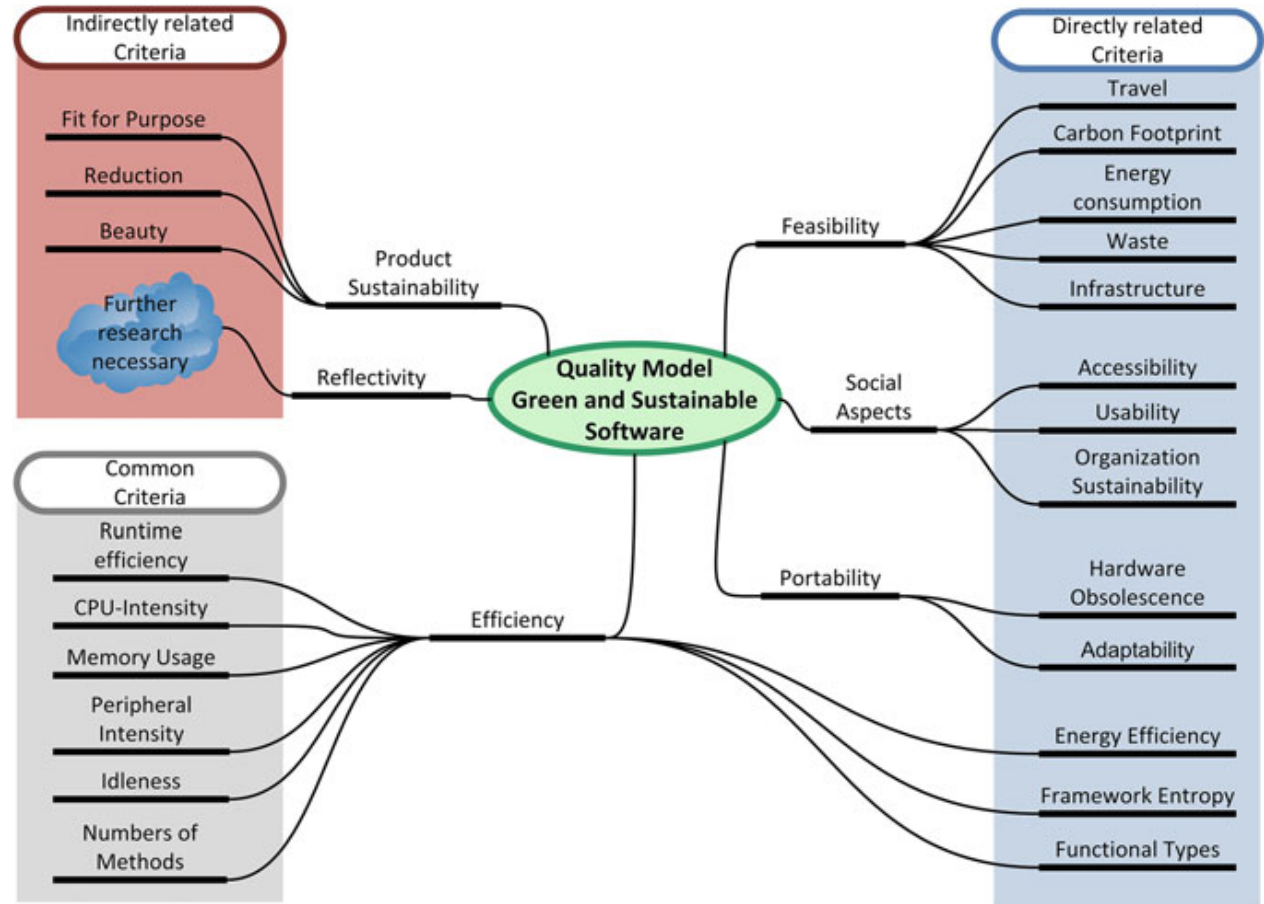 Indirectly related
Criteria
Fit for Purpose
Reduction
Beauty
Further
research
necessary
Product
Sustainability
Reflectivity
Common
Criteria
Runtime
efficiency
CPU-Intensity
Memory Usage
Peripheral
Intensity
Idleness
Numbers of
Methods
Efficiency
Quality Model
Green and Sustainable
Software
Feasibility
Social
Aspects
Portability
Directly related
Criteria
Travel
Carbon Footprint
Energy
consumption
Waste
Infrastructure
Accessibility
Usability
Organization
Sustainability
Hardware
Obsolescence
Adaptability
Energy Efficiency
Framework Entropy
Functional Types